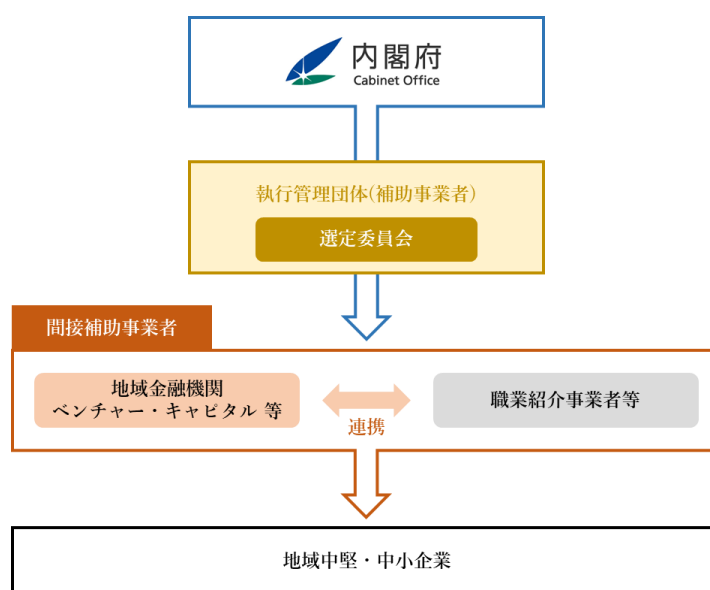 内閣府
Cabinet Office
執行管理団体(補助事業者)
選定委員会
間接補助事業者
地域金融機関
ベンチャー・キャピタル 等
連携
職業紹介事業者等
地域中堅・中小企業